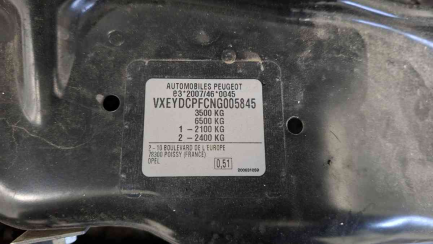 AUTOMOBILES PEUGEOT
e3*2007/46*0045
VXEYDCPFCNG005845
3500 KG
6500 KG
1 - 2100 KG
2 - 2400 KG
2 - 10 BOULEVARD DE L'EUROPE
78300 POISSY (FRANCE)
OPEL
0,51